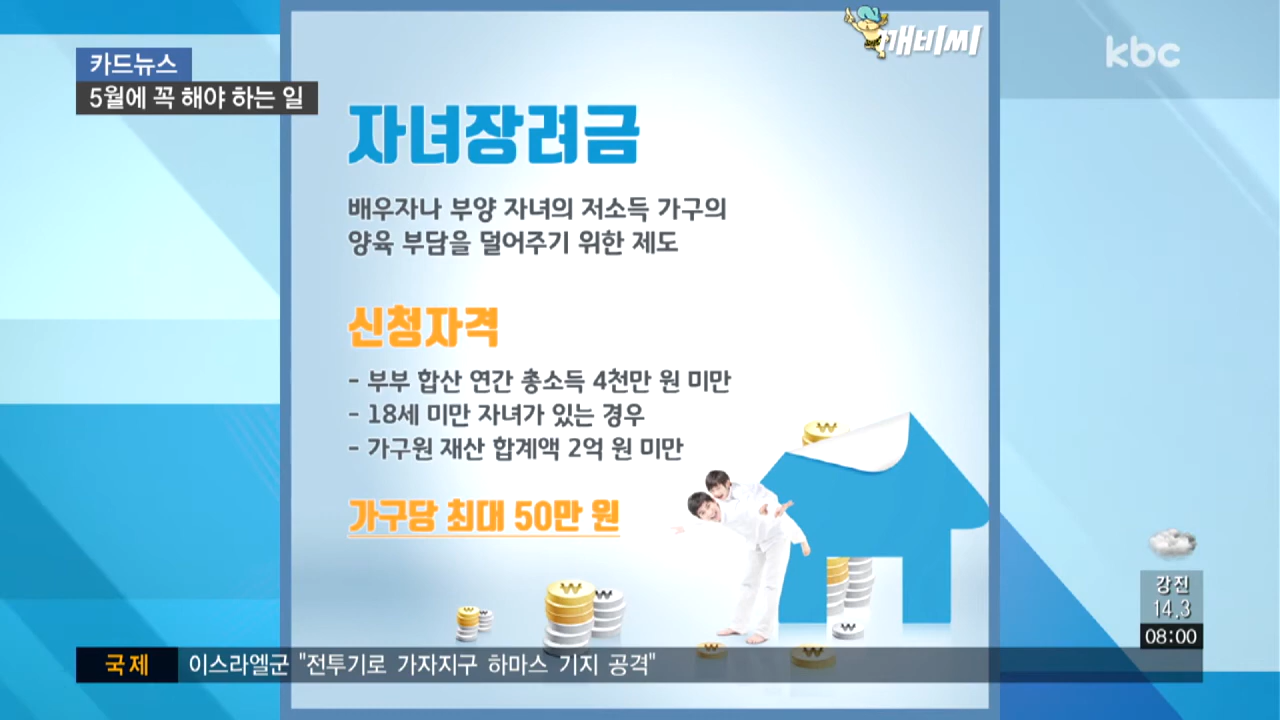 카드뉴스
5월에 꼭 해야 하는 일
깨비씨
kbc
자녀장려금
배우자나 부양 자녀의 저소득 가구의
양육 부담을 덜어주기 위한 제도
신청자격
- 부부 합산 연간 총소득 4천만 원 미만
- 18세 미만 자녀가 있는 경우
- 가구원 재산 합계액 2억 원 미만
가구당 최대 50만 원
강진
14.3
08:00
국제 이스라엘군 "전투기로 가자지구 하마스 기지 공격"